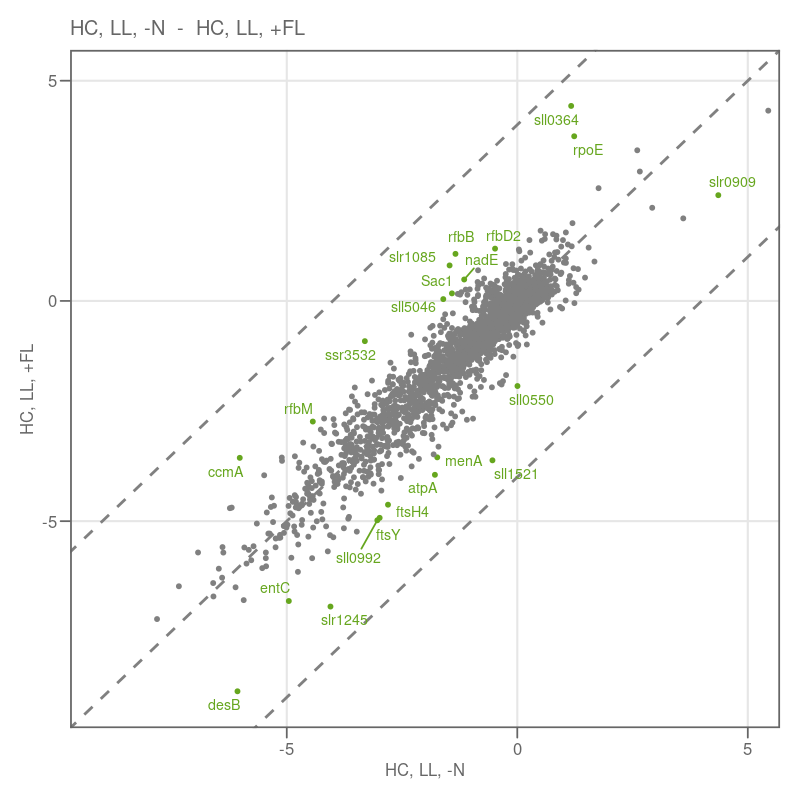 HC, LL, -N - HC, LL, +FL
5
sll0364
rpoE
slr0909
rfbB
rfbD2
slr1085
nadE
Sac1
0
sll5046
ssr3532
HC, LL, +FL
sll0550
rfbM
menA
ccmA
sll1521
atpA
ftsH4
-5
ftsY
sll0992
entC
slr1245
desB
-5
0
5
HC, LL, -N